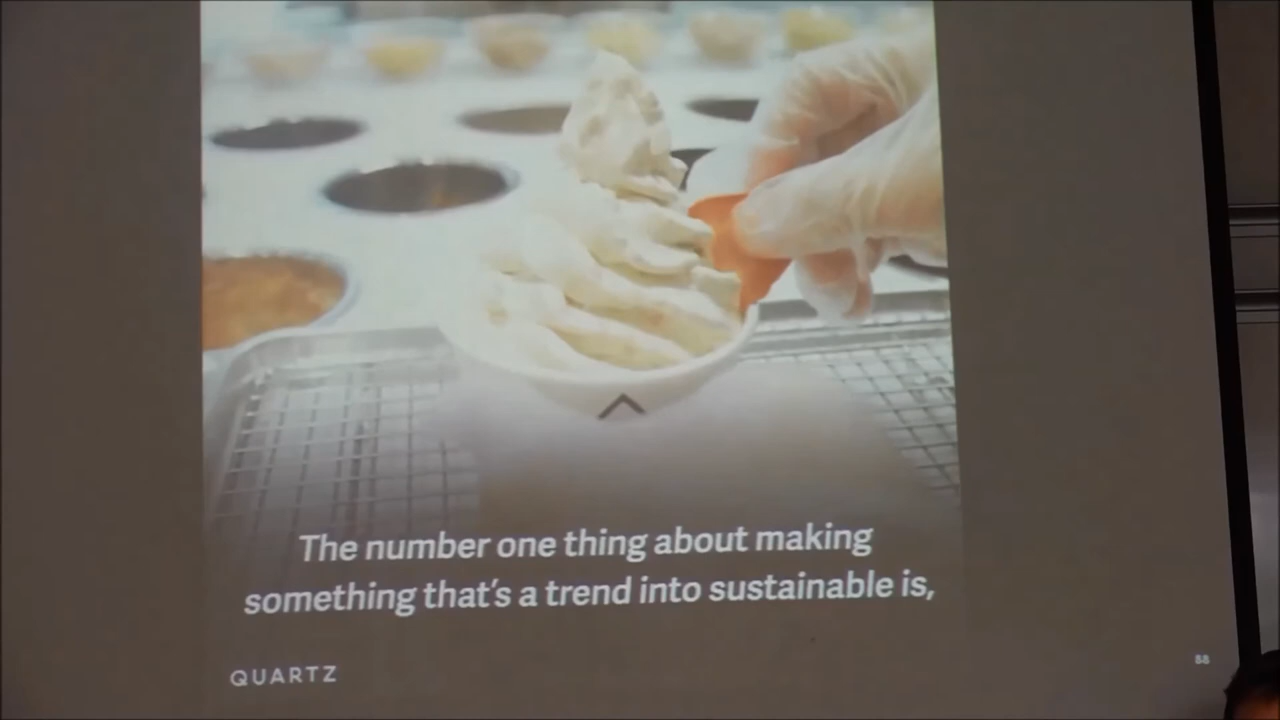 The number one thing about making
something that's a trend into sustainable is,
QUARTZ
88